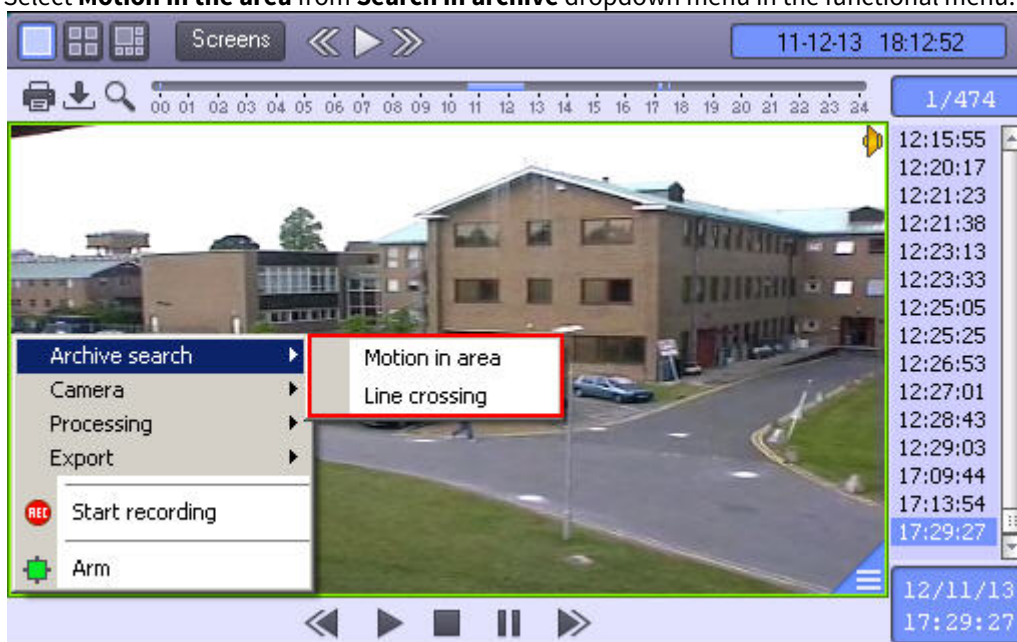 Select Motion in the area from Search in archive dropdown menu in the functional menu.
Screens
11-12-13 18:12:52
00 01 02 03 04 05 06 07 08 09 10 11 12 13 14 15 16 17 18 19 20 21 22 23 24
1/474
12:15:55
12:20:17
12:21:23
12:21:38
12:23:13
12:23:33
12:25:05
12:25:25
12:26:53
12:27:01
12:28:43
12:29:03
17:09:44
17:13:54
17:29:27
Archive search
Motion in area
Camera
Line crossing
Processing
Export
REC Start recording
Arm
12/11/13
17:29:27